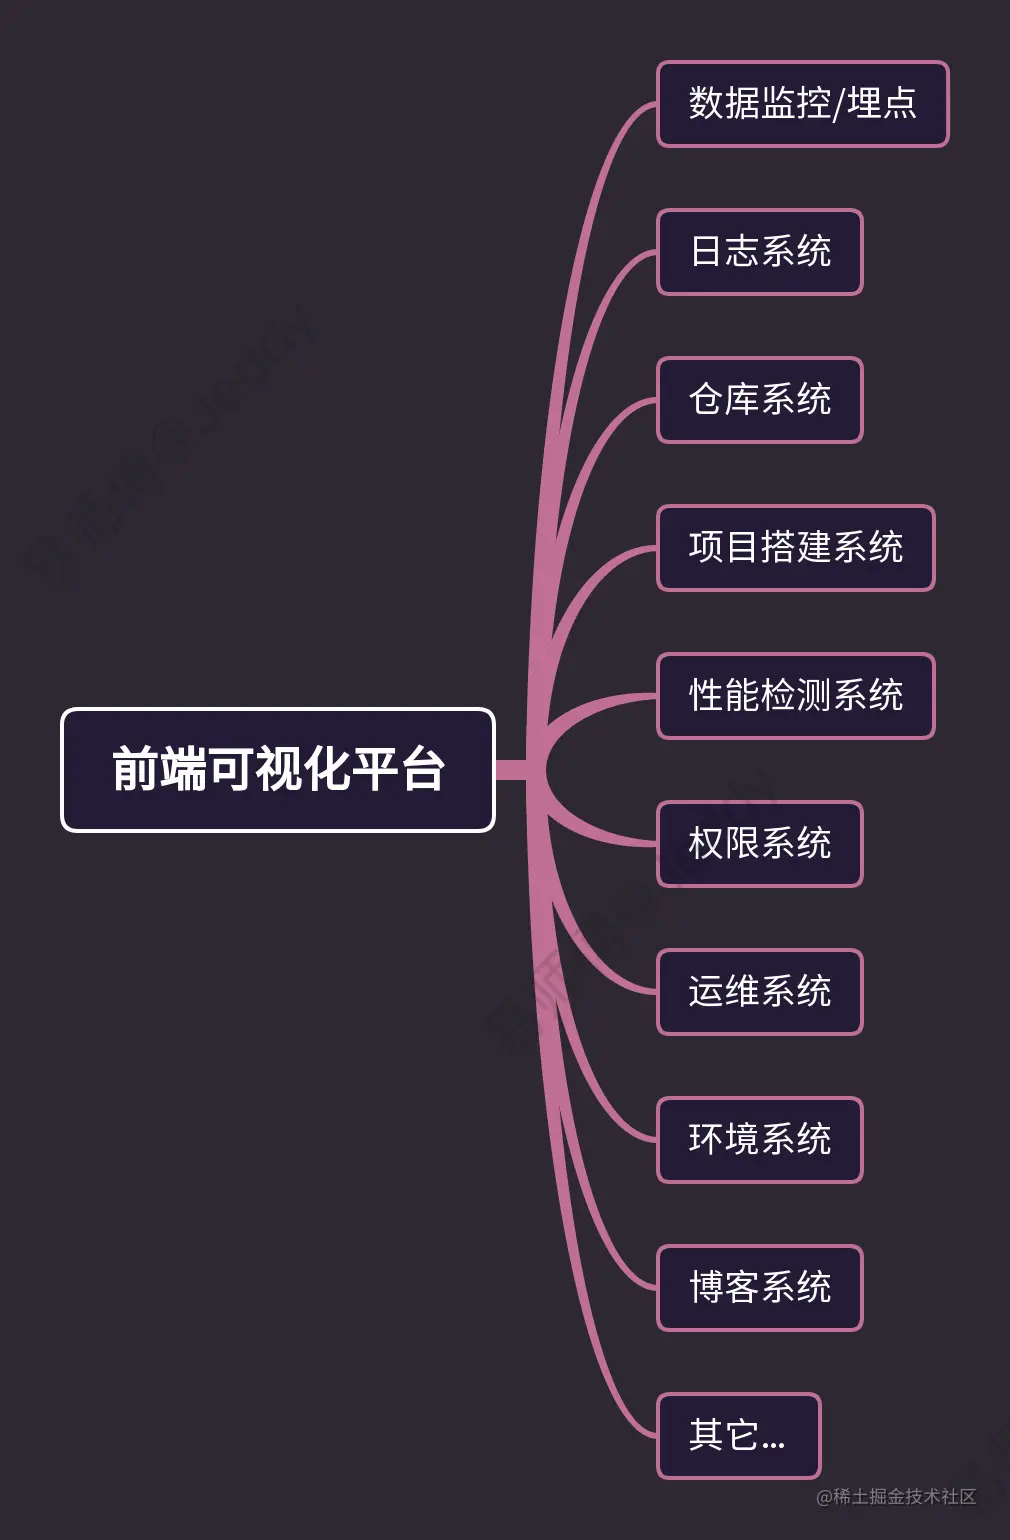 数据监控/埋点
日志系统
仓库系统
项目搭建系统
性能检测系统
前端可视化平台
权限系统
运维系统
环境系统
博客系统
其它...
@稀土掘金技术社区